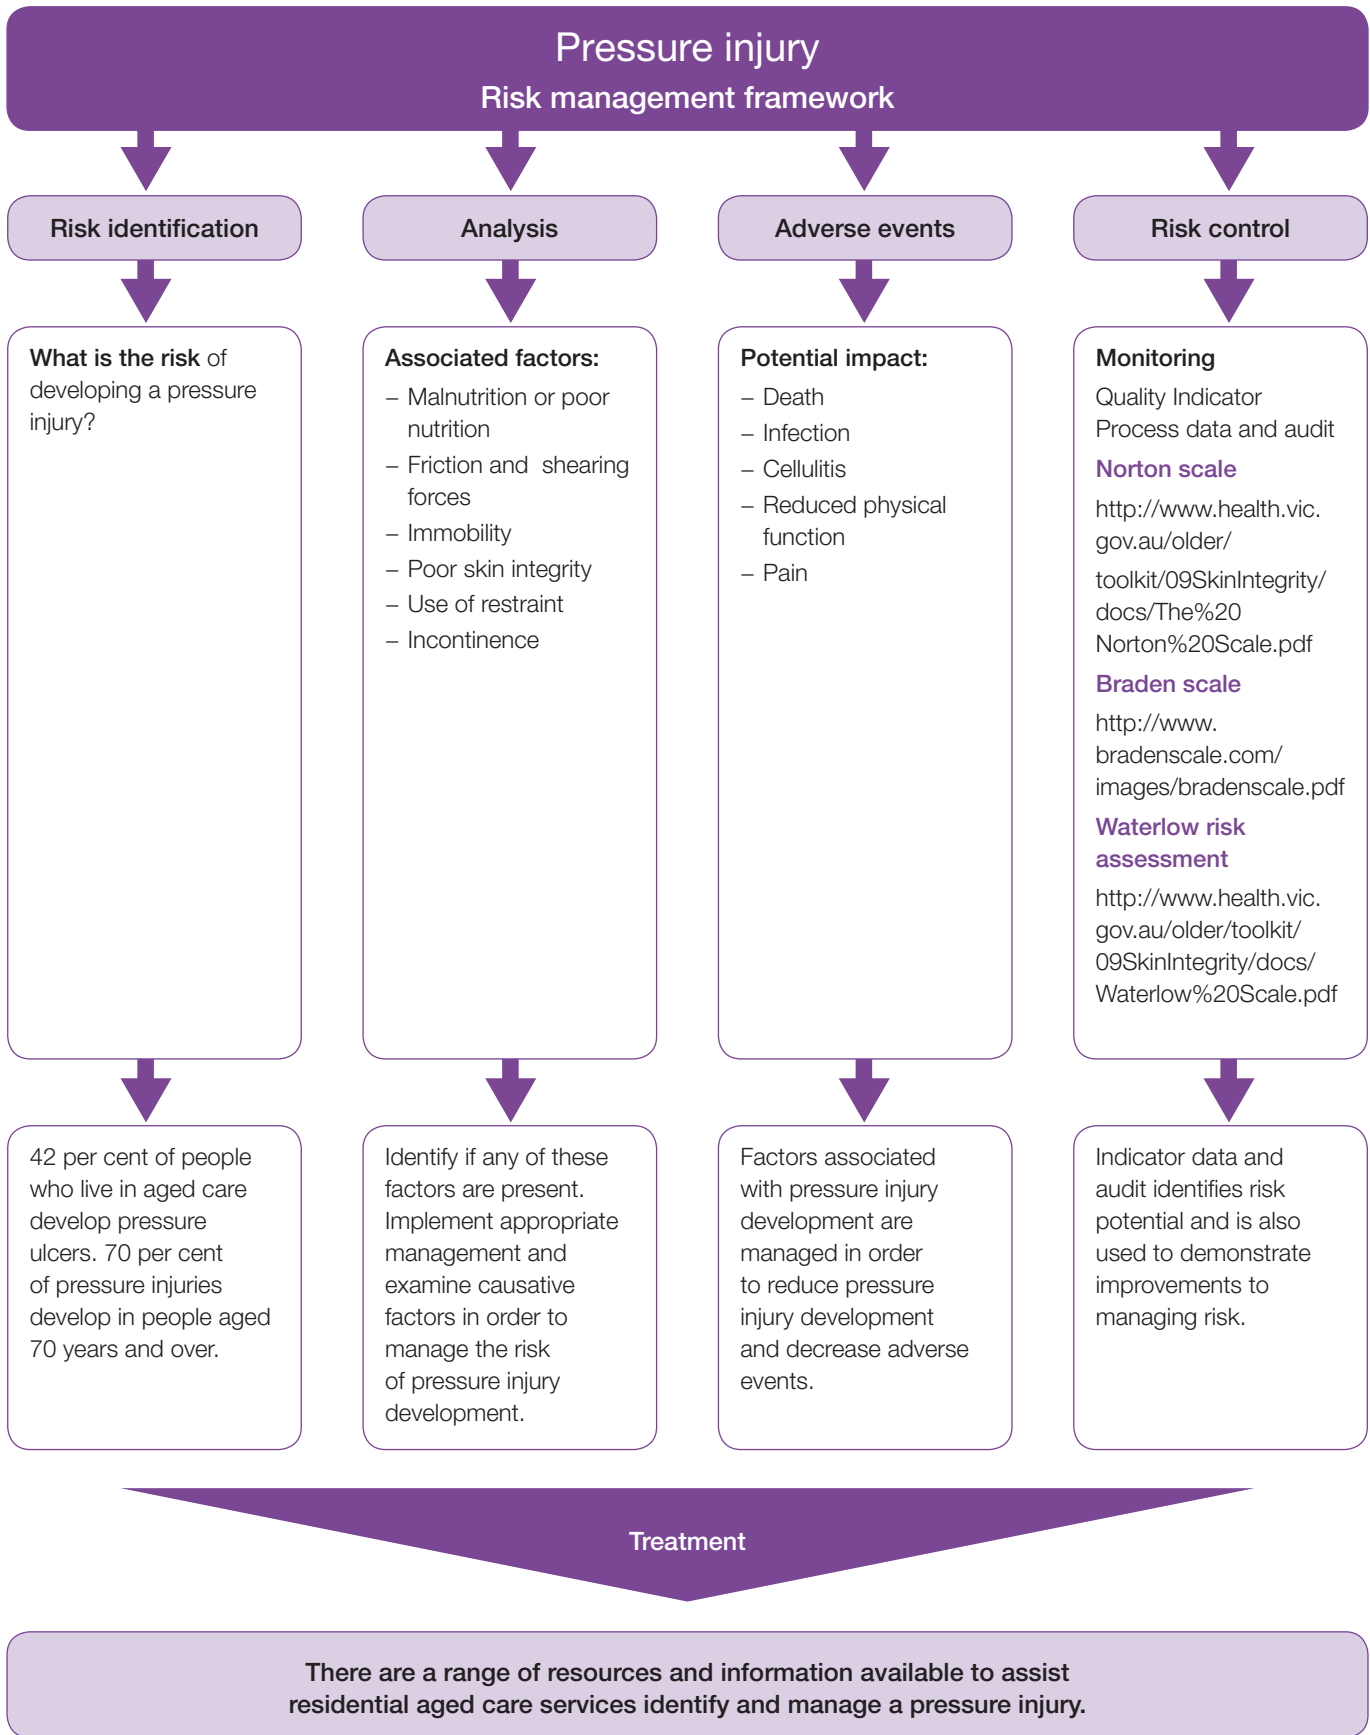 Pressure injury
Risk management framework
Risk identification
Analysis
Adverse events
Risk control
What is the risk of
developing a pressure
injury?
Associated factors:
– Malnutrition or poor
nutrition
– Friction and shearing
forces
– Immobility
– Poor skin integrity
– Use of restraint
– Incontinence
Potential impact:
– Death
– Infection
– Cellulitis
– Reduced physical
function
– Pain
Monitoring
Quality Indicator
Process data and audit
Norton scale
http://www.health.vic.
gov.au/older/
toolkit/09SkinIntegrity/
docs/The%20
Norton%20Scale.pdf
Braden scale
http://www.
bradenscale.com/
images/bradenscale.pdf
Waterlow risk
assessment
http://www.health.vic.
gov.au/older/toolkit/
09SkinIntegrity/docs/
Waterlow%20Scale.pdf
42 per cent of people
who live in aged care
develop pressure
ulcers. 70 per cent
of pressure injuries
develop in people aged
70 years and over.
Identify if any of these
factors are present.
Implement appropriate
management and
examine causative
factors in order to
manage the risk
of pressure injury
development.
Factors associated
with pressure injury
development are
managed in order
to reduce pressure
injury development
and decrease adverse
events.
Indicator data and
audit identifies risk
potential and is also
used to demonstrate
improvements to
managing risk.
Treatment
There are a range of resources and information available to assist
residential aged care services identify and manage a pressure injury.